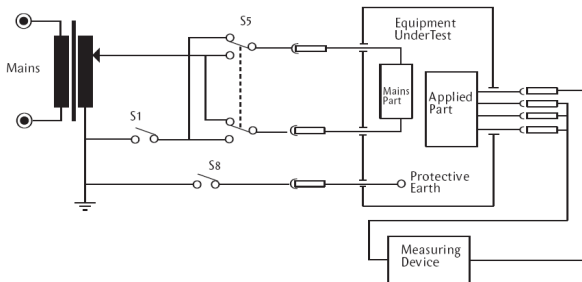 S5
Equipment
UnderTest
Mains
Mains
Part
Applied
Part
S1
S8
Protective
Earth
Measuring
Device